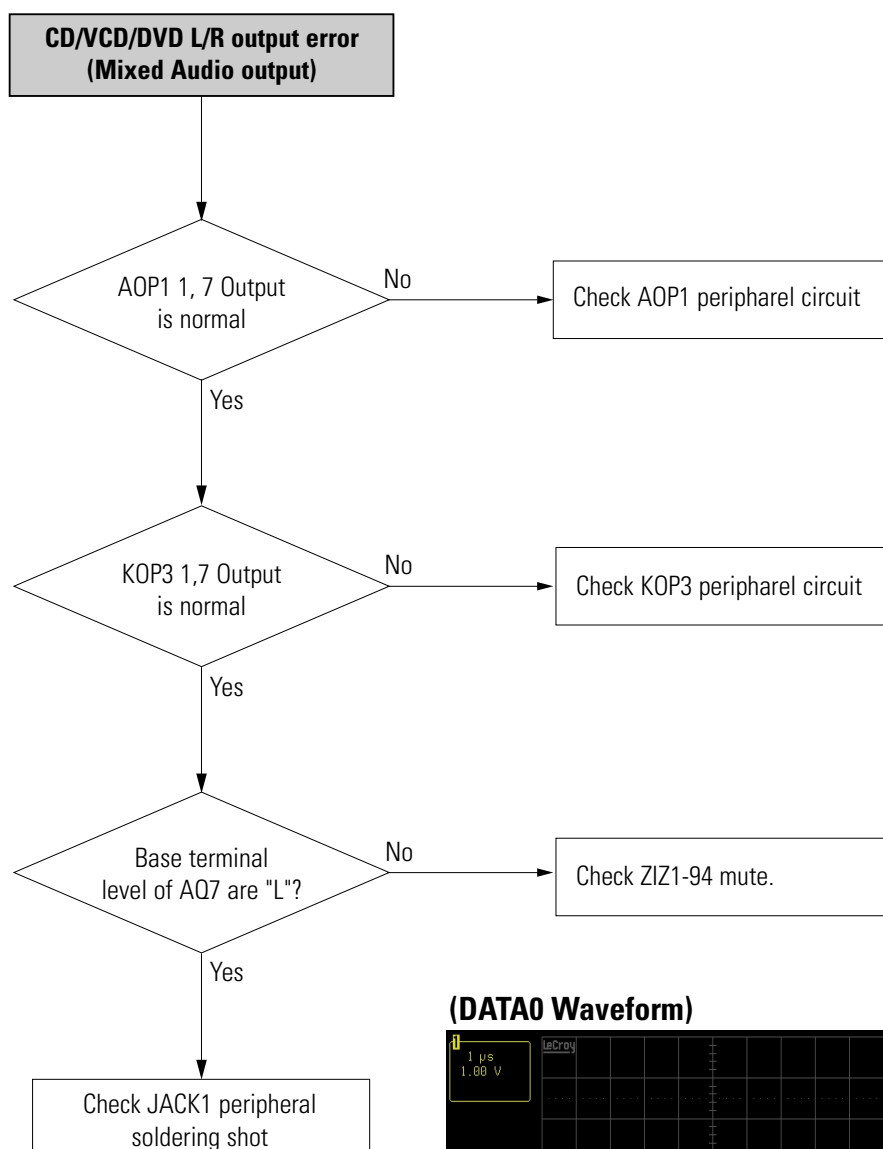 CD/VCD/DVD L/R output error
(Mixed Audio output)
AOP1 1, 7 Output
is normal
No
Check AOP1 peripharel circuit
Yes
KOP3 1,7 Output
is normal
No
Check KOP3 peripharel circuit
Yes
Base terminal
level of AQ7 are "L"?
No
Check ZIZ1-94 mute.
Yes
Check JACK1 peripheral
soldering shot
(DATA0 Waveform)
1
1 µs
1.00 V
LeCroy